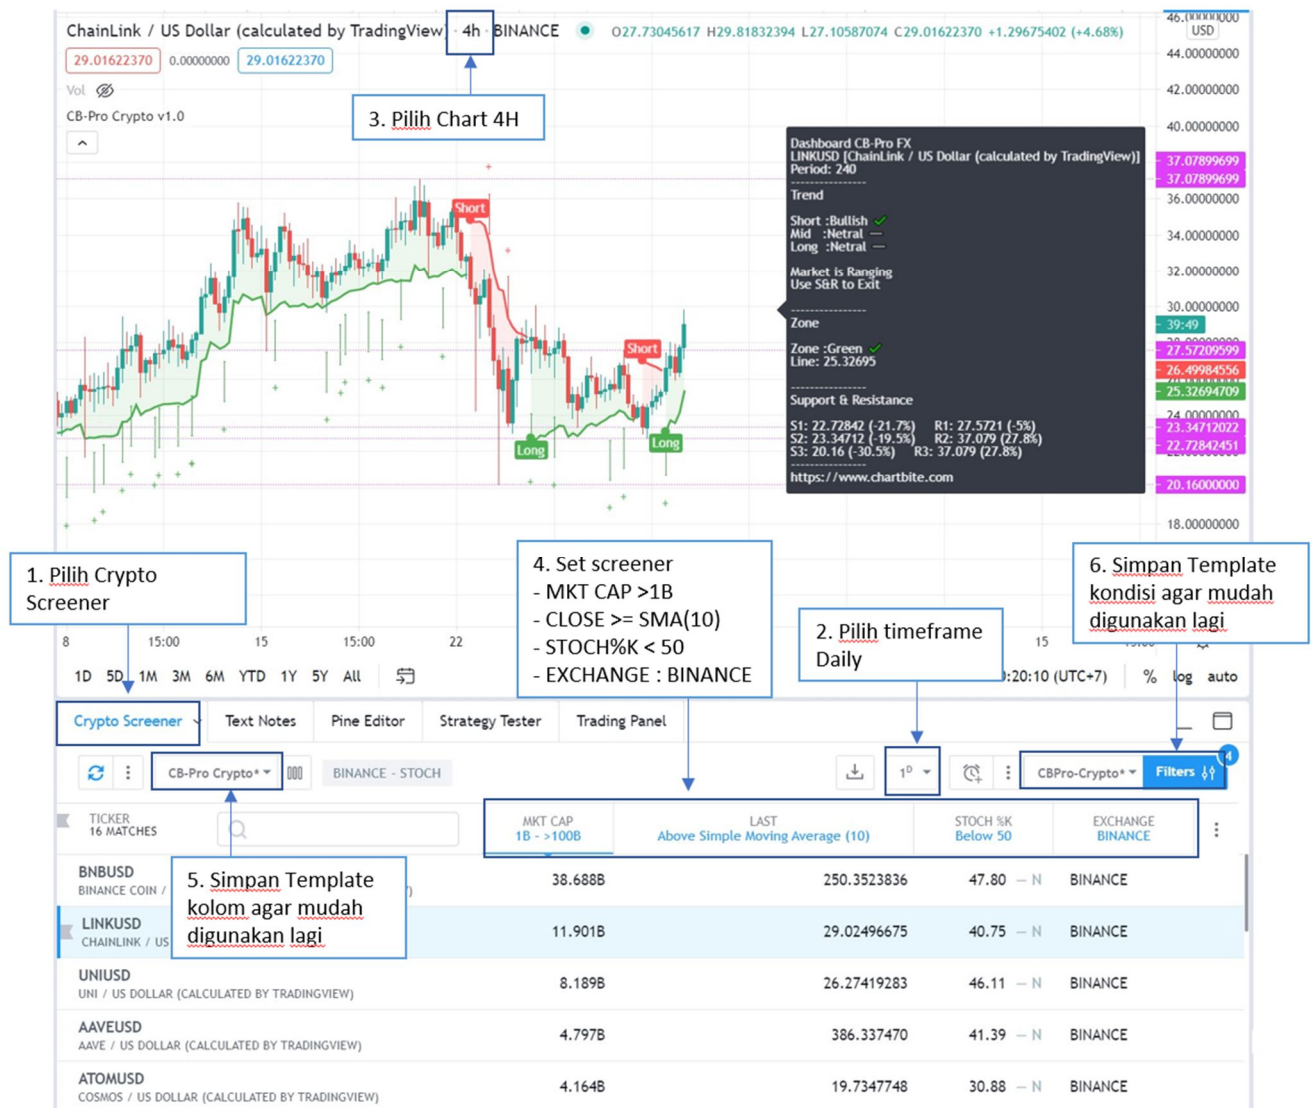 ChainLink / US Dollar (calculated by TradingView) · 4h · BINANCE O27.73045617 H29.81832394 L27.10587074 C29.01622370 +1.29675402 (+4.68%)
USD
29.01622370 0.00000000 29.01622370
Vol
CB-Pro Crypto v1.0
3. Pilih Chart 4H
44.00000000
42.00000000
40.00000000
37.07899699
37.07899699
36.00000000
34.00000000
32.00000000
30.00000000
39:49
27.57209599
26.49984556
25.32694709
24.00000000
23.34712022
22.72842451
20.16000000
18.00000000
Dashboard CB-Pro FX
LINKUSD [ChainLink / US Dollar (calculated by TradingView)]
Period: 240
----------------
Trend
Short :Bullish ✓
Mid :Netral —
Long :Netral —
Market is Ranging
Use S&R to Exit
----------------
Zone
Zone :Green ✓
Line: 25.32695
----------------
Support & Resistance
S1: 22.72842 (-21.7%) R1: 27.5721 (-5%)
S2: 23.34712 (-19.5%) R2: 37.079 (27.8%)
S3: 20.16 (-30.5%) R3: 37.079 (27.8%)
----------------
https://www.chartbite.com
Short
Short
Long
Long
1. Pilih Crypto
Screener
4. Set screener
- MKT CAP >1B
- CLOSE >= SMA(10)
- STOCH%K < 50
- EXCHANGE : BINANCE
2. Pilih timeframe
Daily
6. Simpan Template
kondisi agar mudah
digunakan lagi
8 15:00 15 15:00 22 15
1D 5D 1M 3M 6M YTD 1Y 5Y All :20:10 (UTC+7) % log auto
Crypto Screener Text Notes Pine Editor Strategy Tester Trading Panel
CB-Pro Crypto* BINANCE - STOCH 1D CBPro-Crypto* Filters 4
TICKER
16 MATCHES
MKT CAP
1B - >100B
LAST
Above Simple Moving Average (10)
STOCH %K
Below 50
EXCHANGE
BINANCE
5. Simpan Template
kolom agar mudah
digunakan lagi
BNBUSD 38.688B 250.3523836 47.80 — N BINANCE
BINANCE COIN /
LINKUSD 11.901B 29.02496675 40.75 — N BINANCE
CHAINLINK / US
UNIUSD 8.189B 26.27419283 46.11 — N BINANCE
UNI / US DOLLAR (CALCULATED BY TRADINGVIEW)
AAVEUSD 4.797B 386.337470 41.39 — N BINANCE
AAVE / US DOLLAR (CALCULATED BY TRADINGVIEW)
ATOMUSD 4.164B 19.7347748 30.88 — N BINANCE
COSMOS / US DOLLAR (CALCULATED BY TRADINGVIEW)